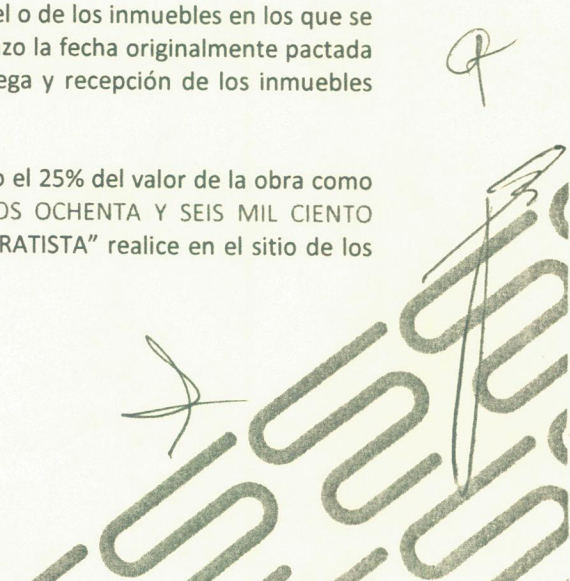 el o de los inmuebles en los que se
zo la fecha originalmente pactada
ega y recepción de los inmuebles
o el 25% del valor de la obra como
OS OCHENTA Y SEIS MIL CIENTO
RATISTA” realice en el sitio de los